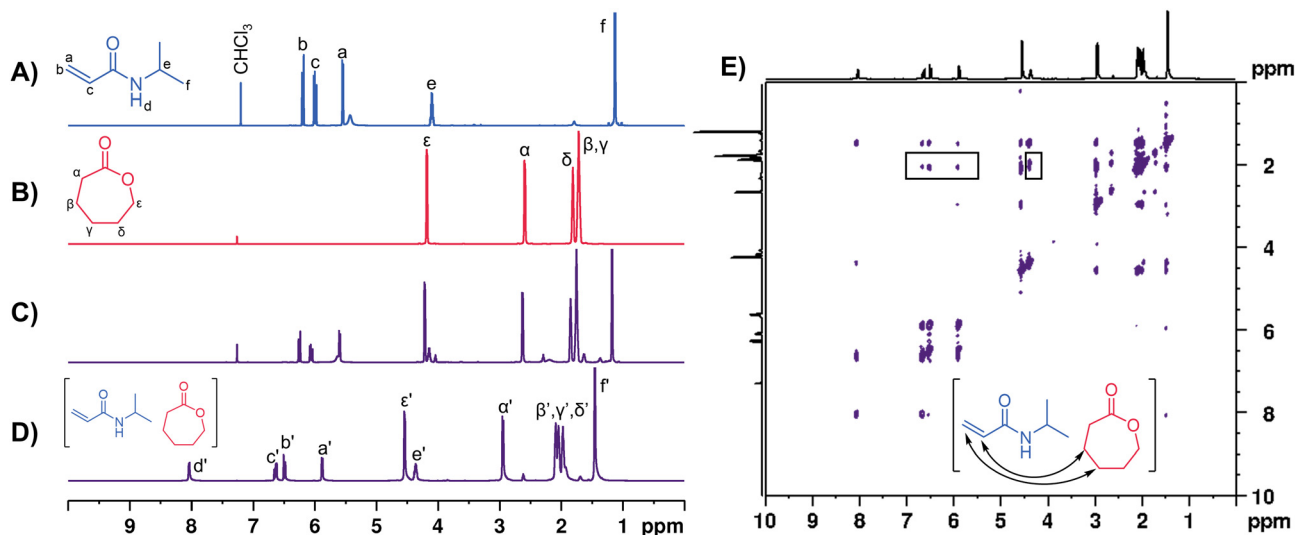 A)
O
a
b
c
N
H
d
e
f
CHCl3
b
c
a
e
f
B)
O
O
α
β
γ
δ
ε
ε
α
δ
β,γ
C)
D)
O
N
H
O
O
d'
c'
b'
a'
ε'
e'
α'
β',γ',δ'
f'
9 8 7 6 5 4 3 2 1 ppm
E)
ppm
2
4
6
8
10
O
N
H
O
O
10 9 8 7 6 5 4 3 2 1 ppm